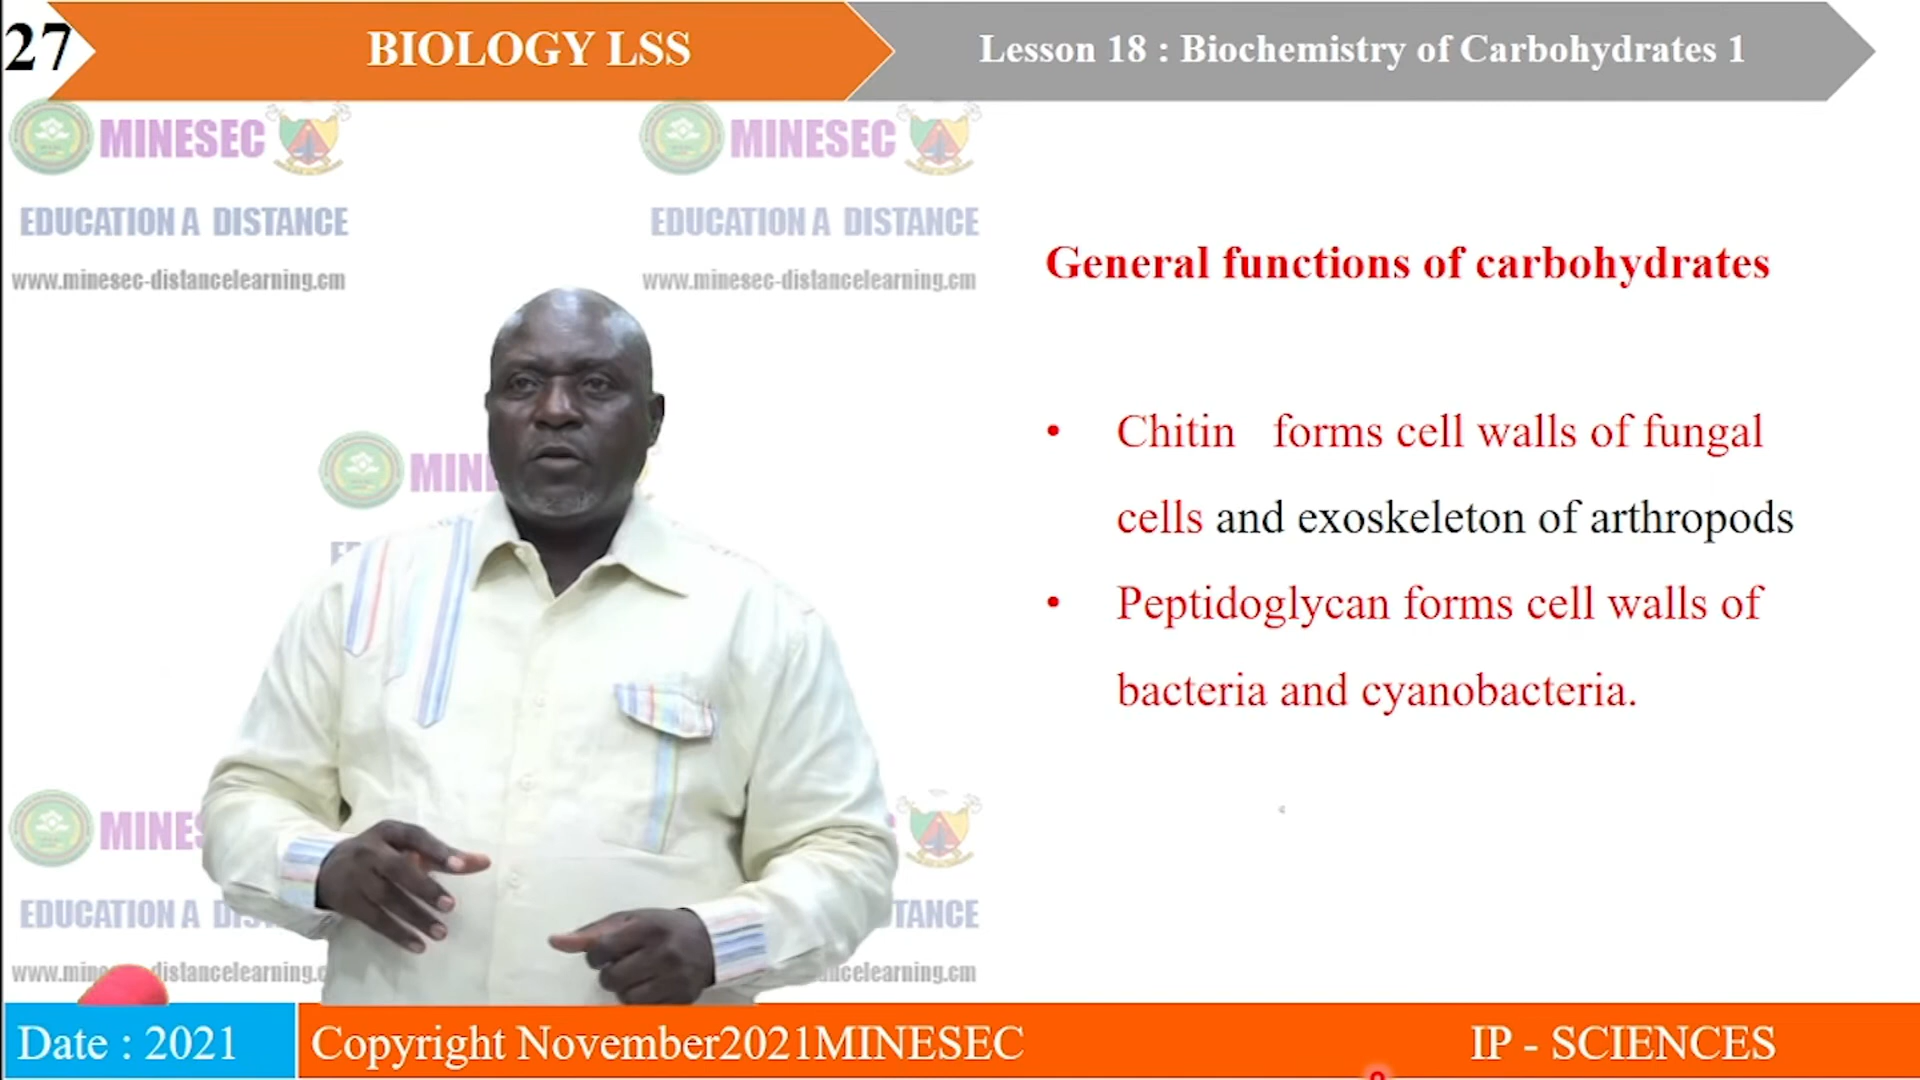 27
BIOLOGY LSS
Lesson 18 : Biochemistry of Carbohydrates 1
MINESEC
MINESEC
EDUCATION A DISTANCE
EDUCATION A DISTANCE
www.minesec-distancelearning.cm
www.minesec-distancelearning.cm
General functions of carbohydrates
• Chitin forms cell walls of fungal
cells and exoskeleton of arthropods
• Peptidoglycan forms cell walls of
bacteria and cyanobacteria.
Date : 2021
Copyright November2021MINESEC
IP - SCIENCES